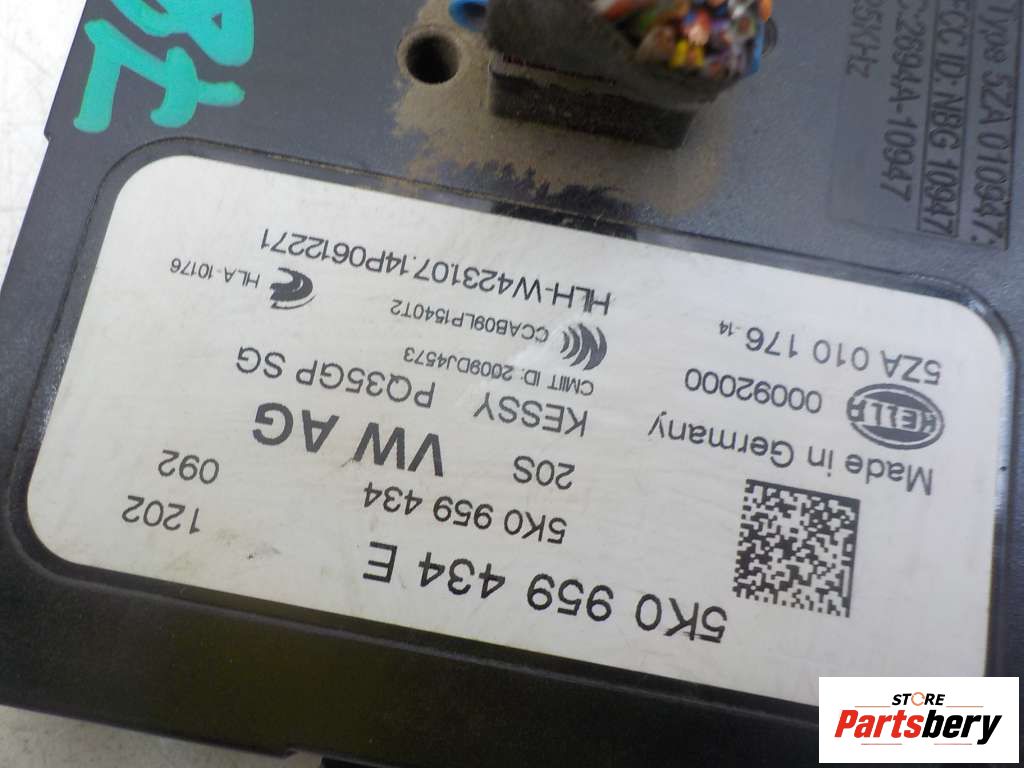 5K0 959 434 E
5K0 959 434
1202
20S
VW AG
092
Made in Germany
KESSY PQ35GP SG
HELLA
00092000
CMIIT ID: 2009DJ4573
CCAB09LP1540T2
HLA-10176
5ZA 010 176 -14
HLH-W423107.14P0612271
Type 5ZA 010947:
FCC ID: NBG 10947
C:2694A-10947
25KHz
STORE
Partsbery